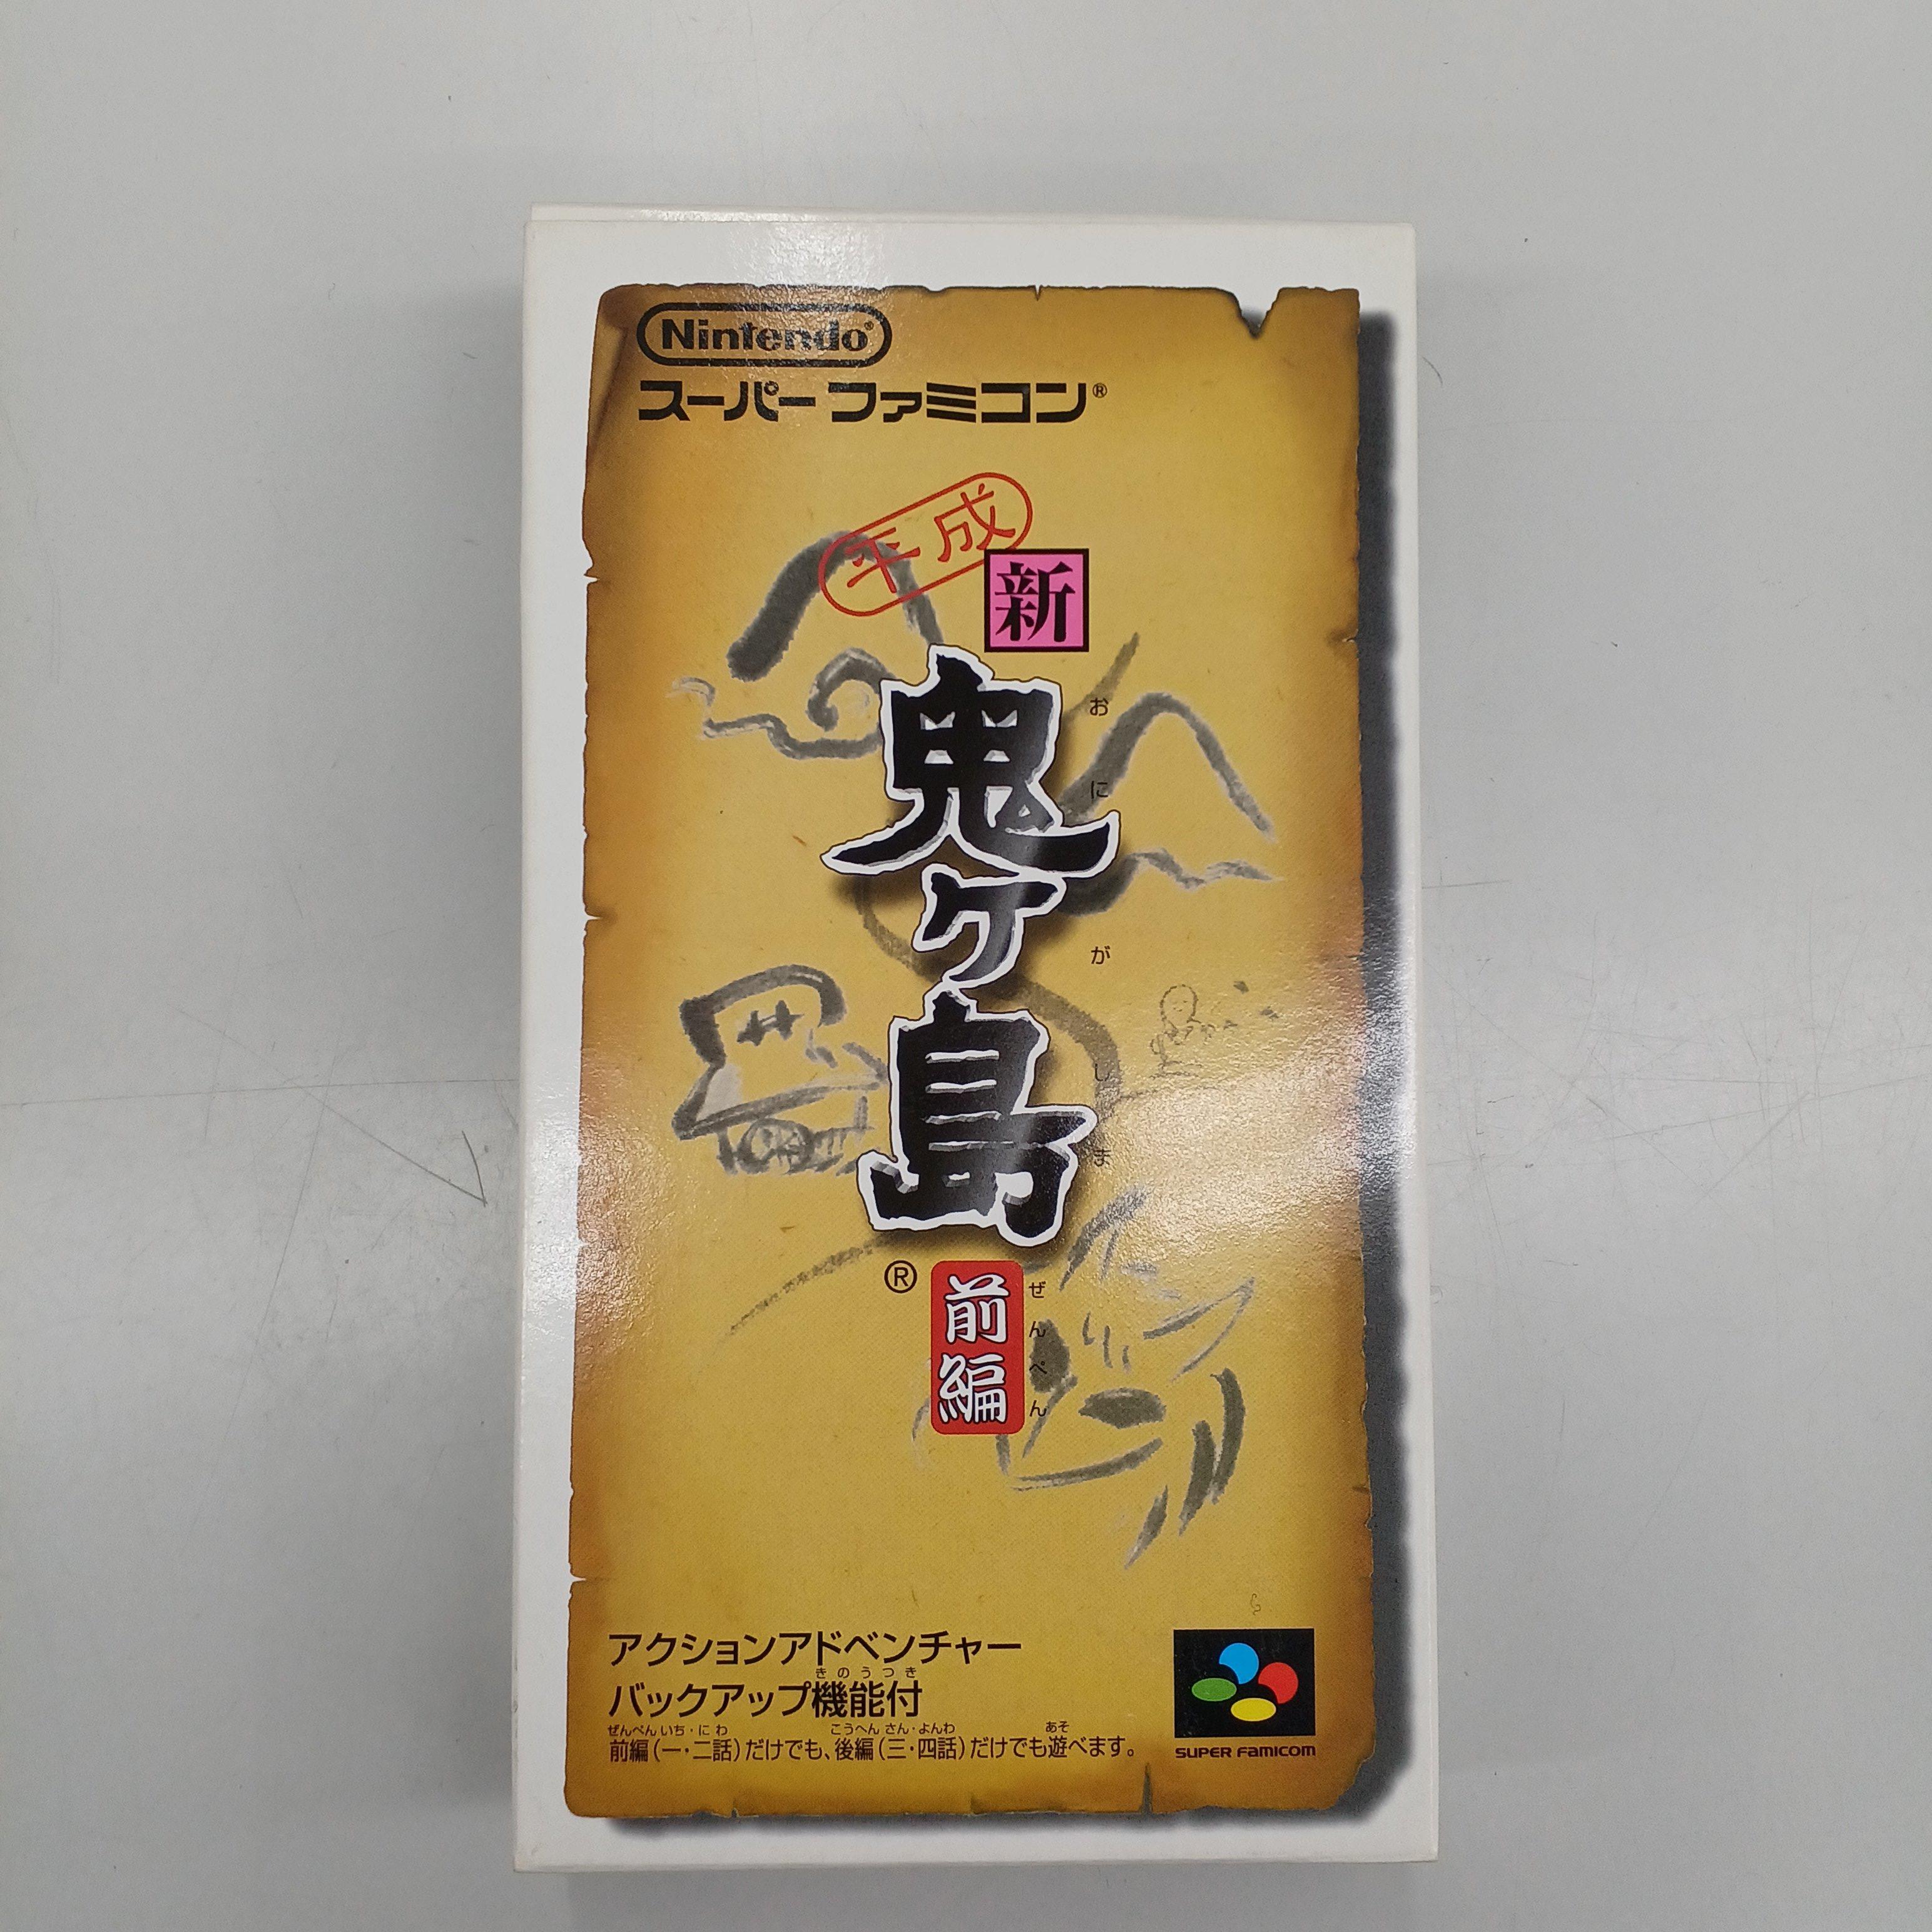 Nintendo®
スーパーファミコン®
平成
新
鬼ヶ島
おにがしま
®
前編
ぜんぺん
アクションアドベンチャー
きのうつき
バックアップ機能付
ぜんぺん いち・に わ こうへん さん・よんわ あそ
前編(一・二話)だけでも、後編(三・四話)だけでも遊べます。
SUPER FAMICOM